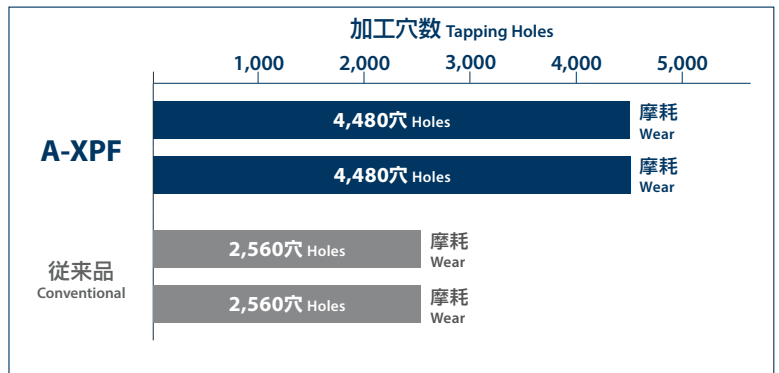 加工穴数 Tapping Holes
1,000 2,000 3,000 4,000 5,000
A-XPF
4,480穴 Holes
摩耗
Wear
4,480穴 Holes
摩耗
Wear
従来品
Conventional
2,560穴 Holes
摩耗
Wear
2,560穴 Holes
摩耗
Wear